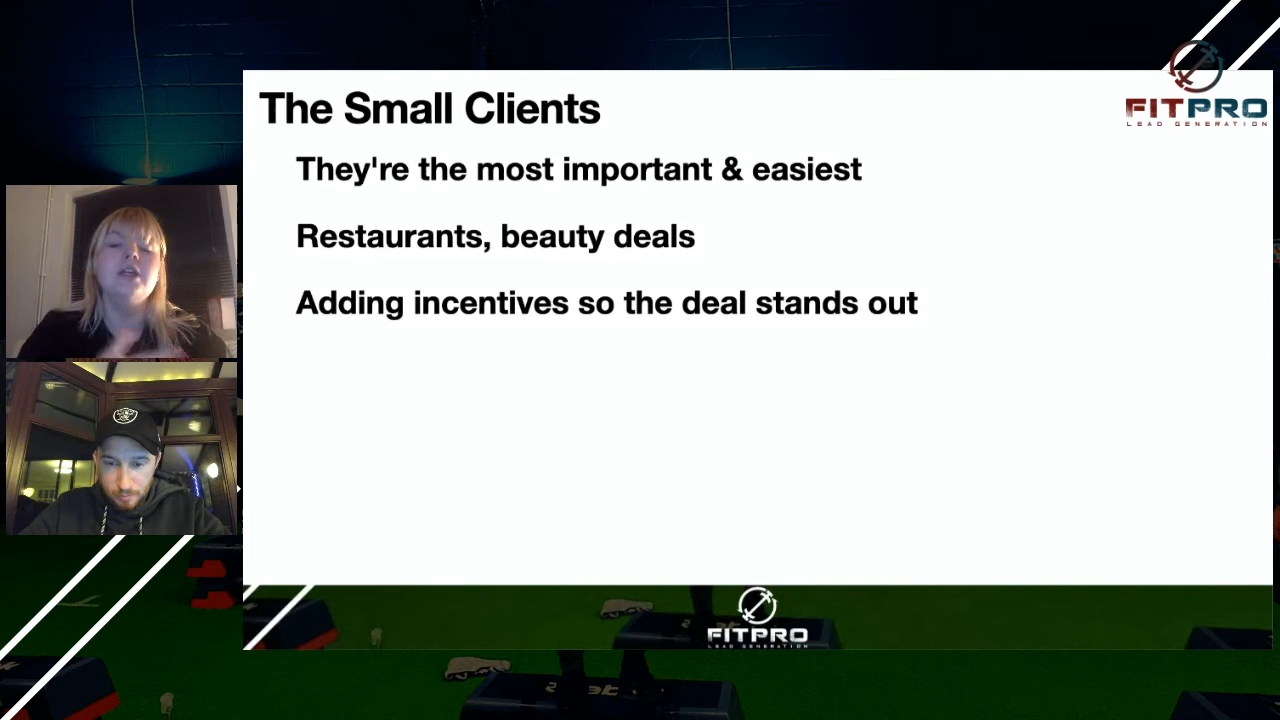 The Small Clients
FITPRO
LEAD GENERATION
They're the most important & easiest
Restaurants, beauty deals
Adding incentives so the deal stands out
FITPRO
LEAD GENERATION